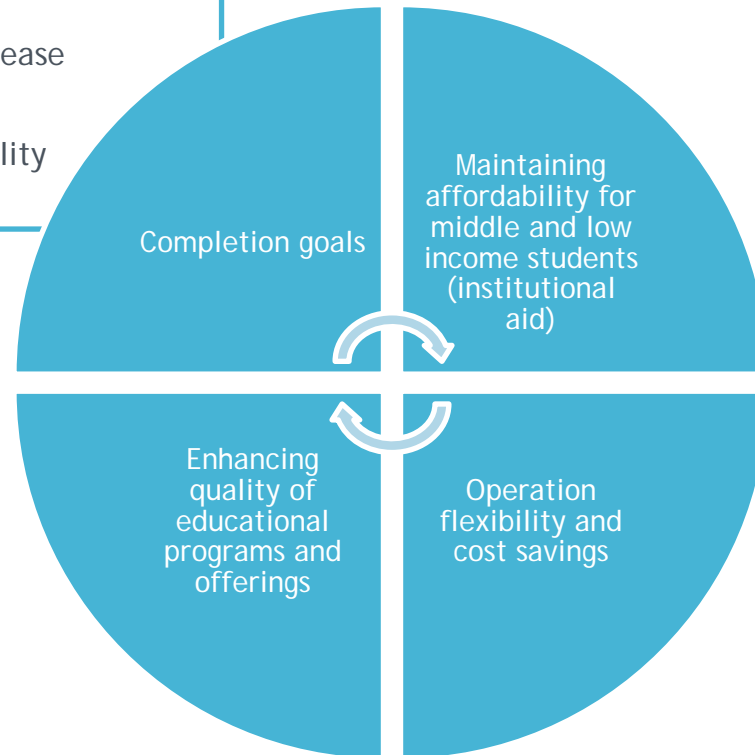 ease
lity
Completion goals
Maintaining
affordability for
middle and low
income students
(institutional
aid)
Enhancing
quality of
educational
programs and
offerings
Operation
flexibility and
cost savings